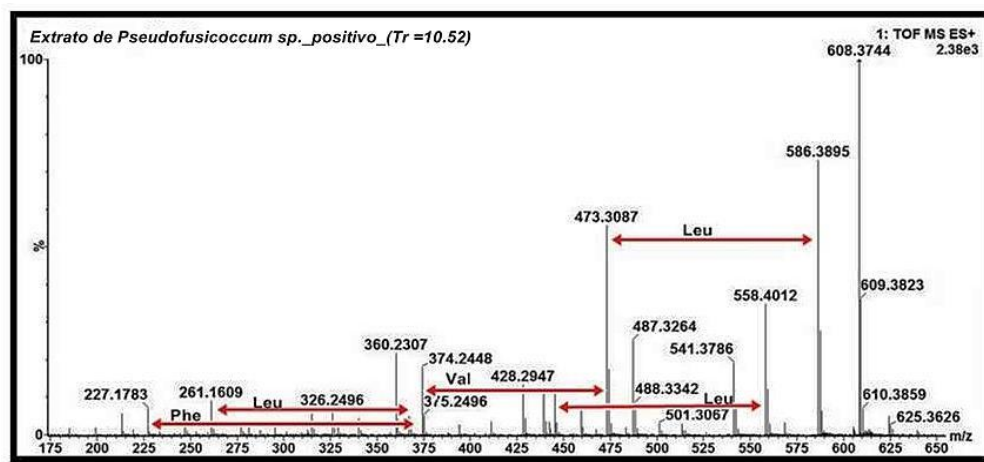 Extrato de Pseudofusicoccum sp._positivo_(Tr =10.52)
1: TOF MS ES+
2.38e3
608.3744
100
586.3895
473.3087
Leu
609.3823
%
558.4012
487.3264
541.3786
360.2307
374.2448
Val
428.2947
227.1783
261.1609
Leu
326.2496
375.2496
488.3342
Leu
610.3859
Phe
501.3067
625.3626
0
175 200 225 250 275 300 325 350 375 400 425 450 475 500 525 550 575 600 625 650
m/z